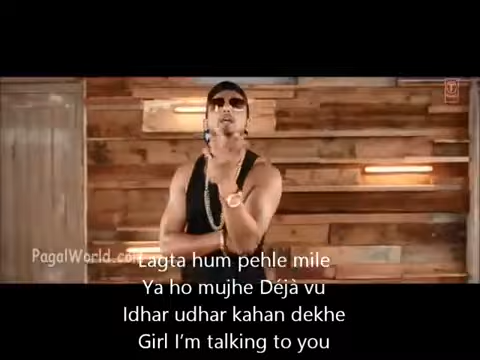 PagalWorld.com
Lagta hum pehle mile
Ya ho mujhe Déjà vu
Idhar udhar kahan dekhe
Girl I’m talking to you